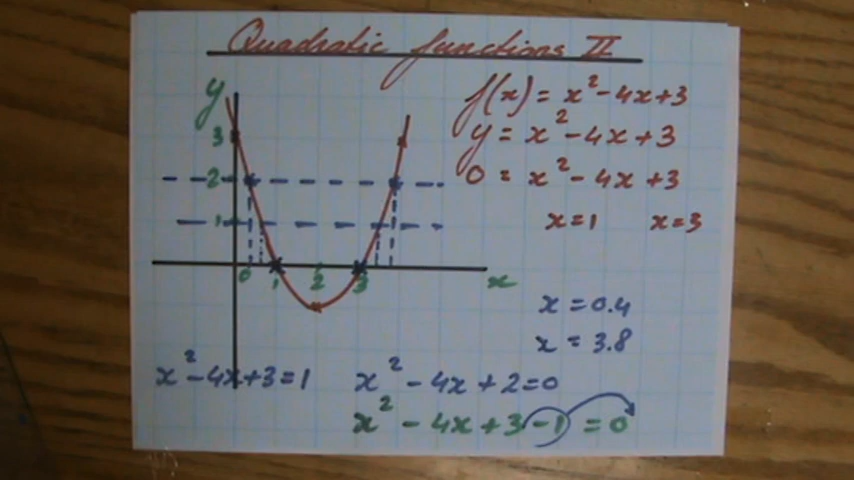 Quadratic functions II
f(x) = x²-4x+3
y = x²-4x+3
0 = x²-4x+3
x=1 x=3
y
3
2
1
0 1 2 3 x
x = 0.4
x = 3.8
x²-4x+3=1
x²-4x+2=0
x²-4x+3-1=0